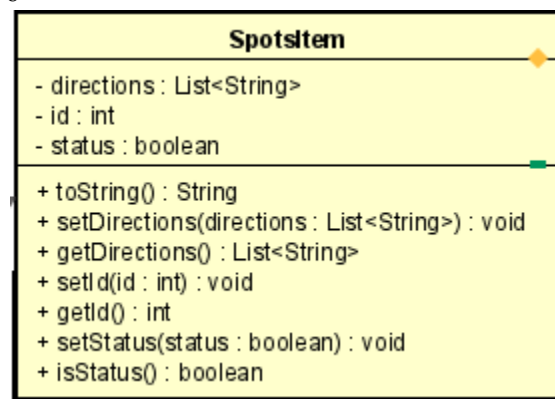 SpotsItem
- directions : List<String>
- id : int
- status : boolean
+ toString() : String
+ setDirections(directions : List<String>) : void
+ getDirections() : List<String>
+ setId(id : int) : void
+ getId() : int
+ setStatus(status : boolean) : void
+ isStatus() : boolean